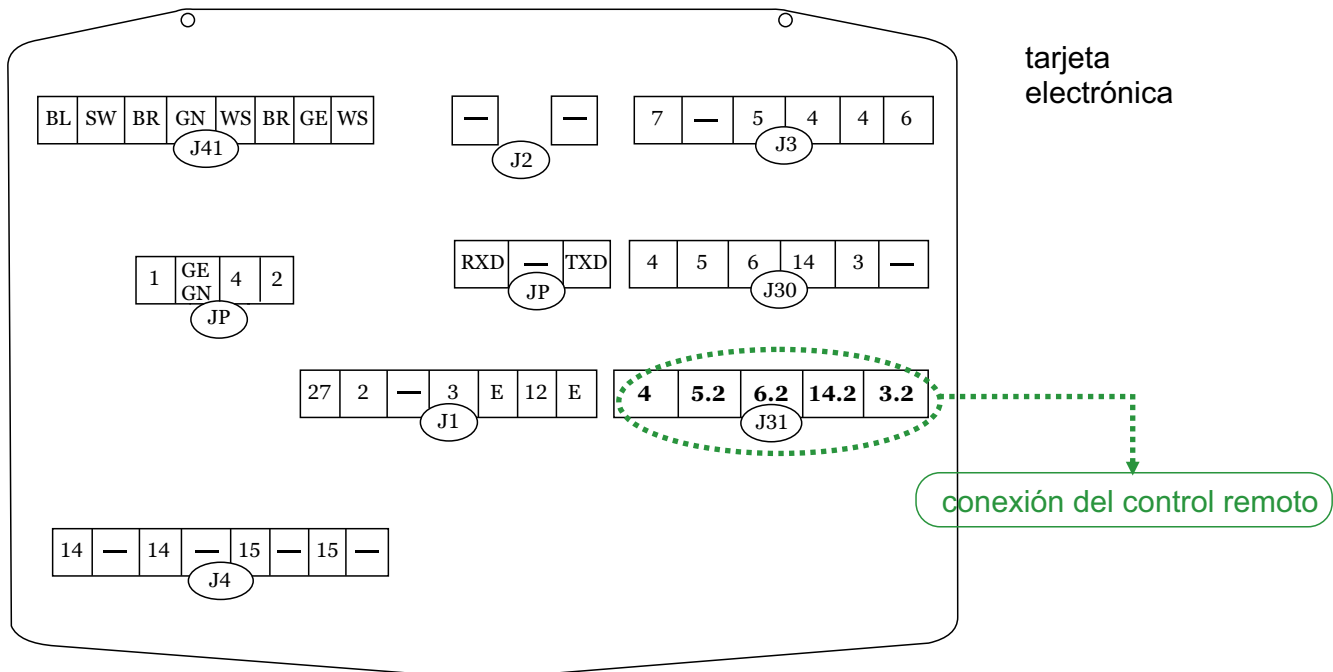 tarjeta
electrónica
BL SW BR GN WS BR GE WS
J41
— —
J2
7 — 5 4 4 6
J3
1 GE GN 4 2
JP
RXD — TXD
JP
4 5 6 14 3 —
J30
27 2 — 3 E 12 E
J1
4 5.2 6.2 14.2 3.2
J31
conexión del control remoto
14 — 14 — 15 — 15 —
J4